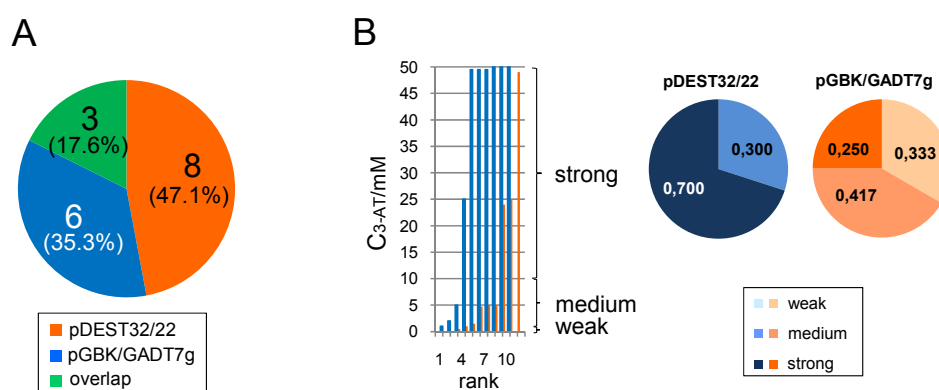 A
3
(17.6%)
8
(47.1%)
6
(35.3%)
pDEST32/22
pGBK/GADT7g
overlap
B
C3-AT/mM
50
45
40
35
30
25
20
15
10
5
0
1 4 7 10
rank
strong
medium
weak
pDEST32/22
0,300
0,700
pGBK/GADT7g
0,250
0,333
0,417
weak
medium
strong